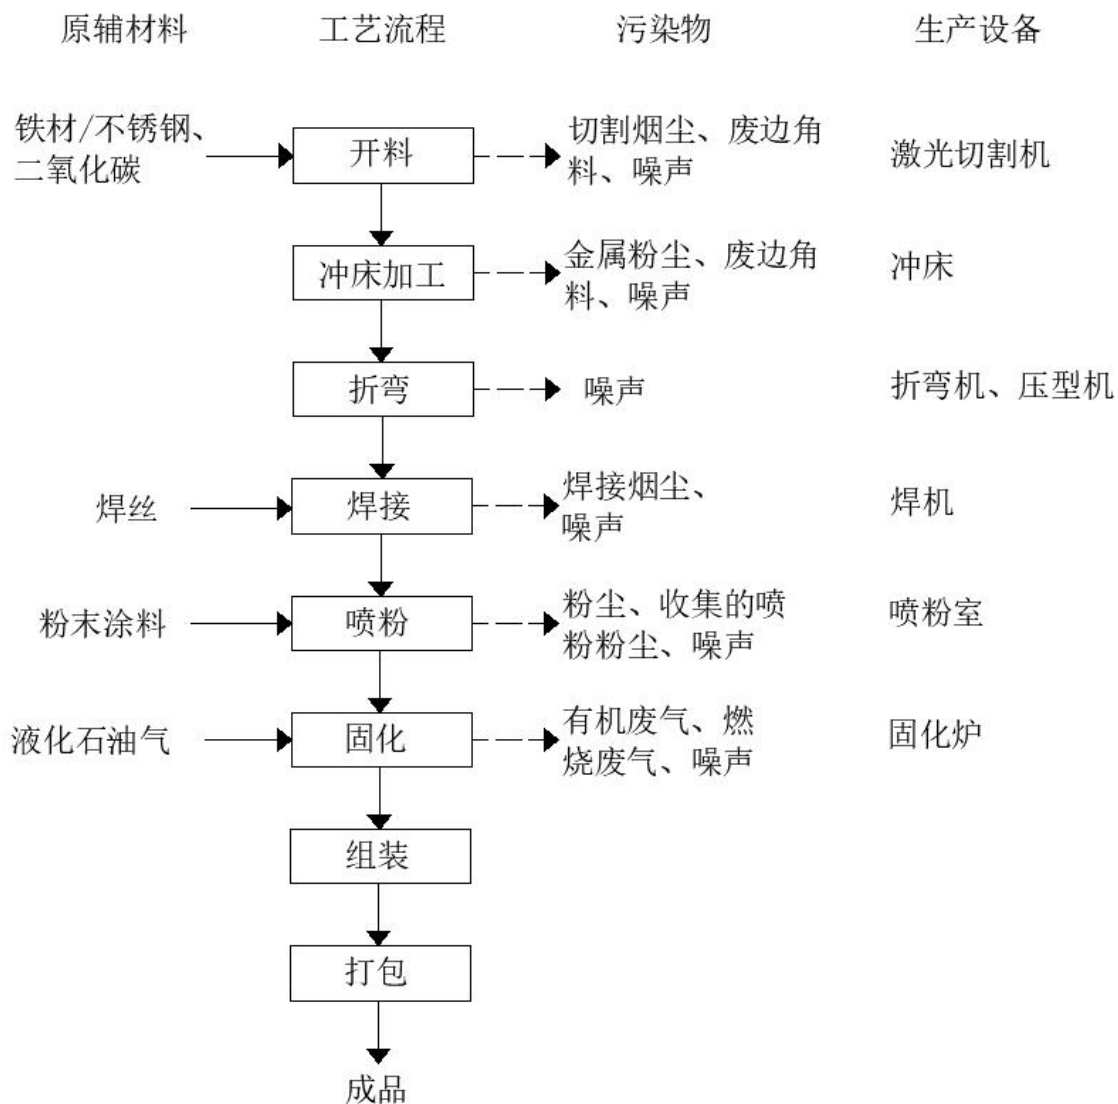 原辅材料 工艺流程 污染物 生产设备
铁材/不锈钢、
二氧化碳
开料
切割烟尘、废边角
料、噪声
激光切割机
冲床加工
金属粉尘、废边角
料、噪声
冲床
折弯
噪声
折弯机、压型机
焊丝
焊接
焊接烟尘、
噪声
焊机
粉末涂料
喷粉
粉尘、收集的喷
粉粉尘、噪声
喷粉室
液化石油气
固化
有机废气、燃
烧废气、噪声
固化炉
组装
打包
成品